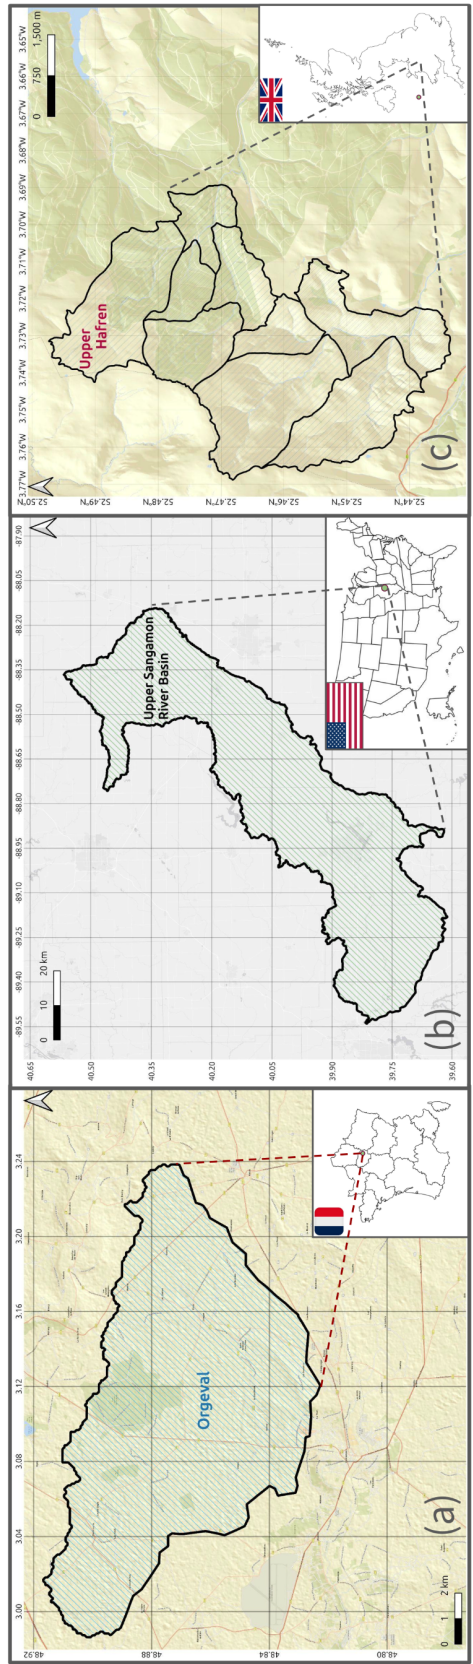 3.00 3.04 3.08 3.12 3.16 3.20 3.24
48.92
48.88
48.84
48.80
Orgeval
0 1 2 km
(a)
-89.55 -89.40 -89.25 -89.10 -88.95 -88.80 -88.65 -88.50 -88.35 -88.20 -88.05 -87.90
40.65
40.50
40.35
40.20
40.05
39.90
39.75
39.60
0 10 20 km
Upper Sangamon
River Basin
(b)
3.77°W 3.76°W 3.75°W 3.74°W 3.73°W 3.72°W 3.71°W 3.70°W 3.69°W 3.68°W 3.67°W 3.66°W 3.65°W
52.50°N
52.49°N
52.48°N
52.47°N
52.46°N
52.45°N
52.44°N
0 750 1,500 m
Upper
Hafren
(c)